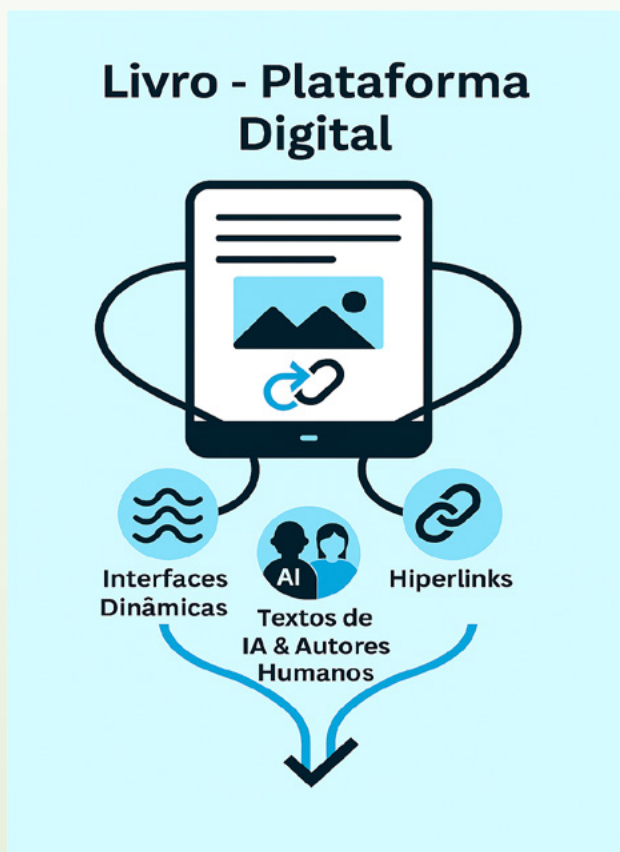 Livro - Plataforma
Digital
Interfaces
Dinâmicas
AI
Textos de
IA & Autores
Humanos
Hiperlinks